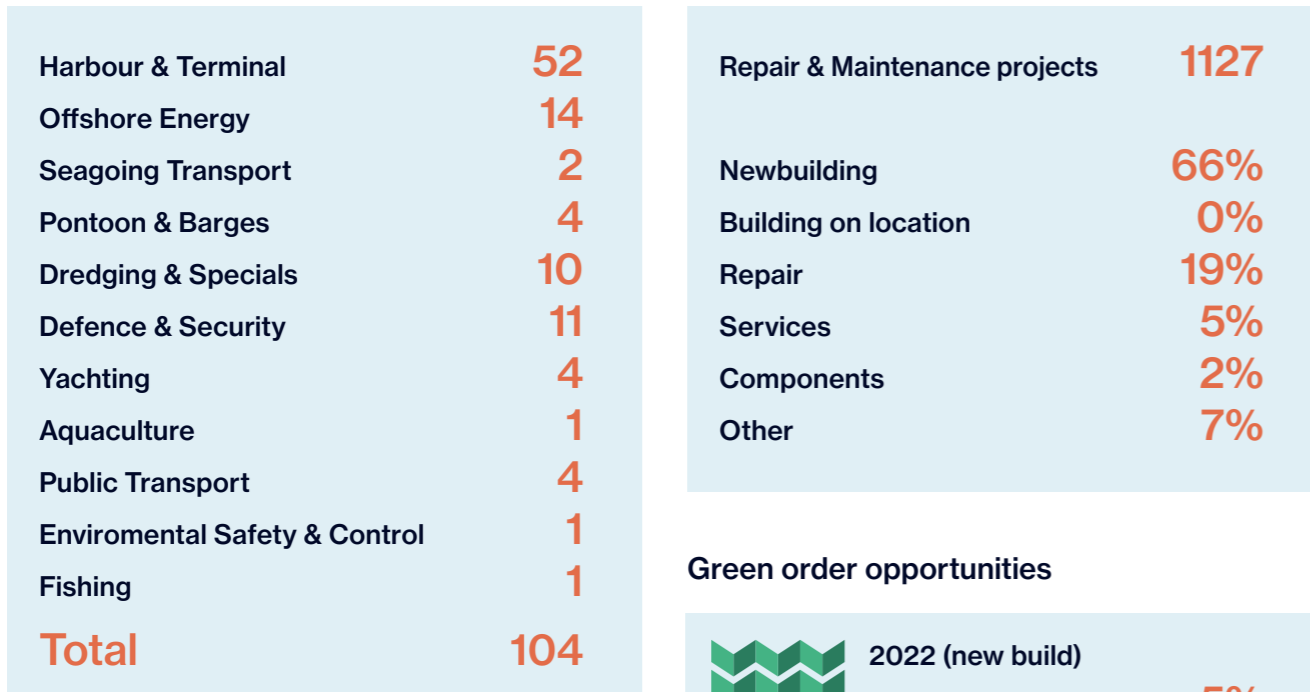 Harbour & Terminal 52
Offshore Energy 14
Seagoing Transport 2
Pontoon & Barges 4
Dredging & Specials 10
Defence & Security 11
Yachting 4
Aquaculture 1
Public Transport 4
Enviromental Safety & Control 1
Fishing 1
Total 104
Repair & Maintenance projects 1127
Newbuilding 66%
Building on location 0%
Repair 19%
Services 5%
Components 2%
Other 7%
Green order opportunities
2022 (new build)